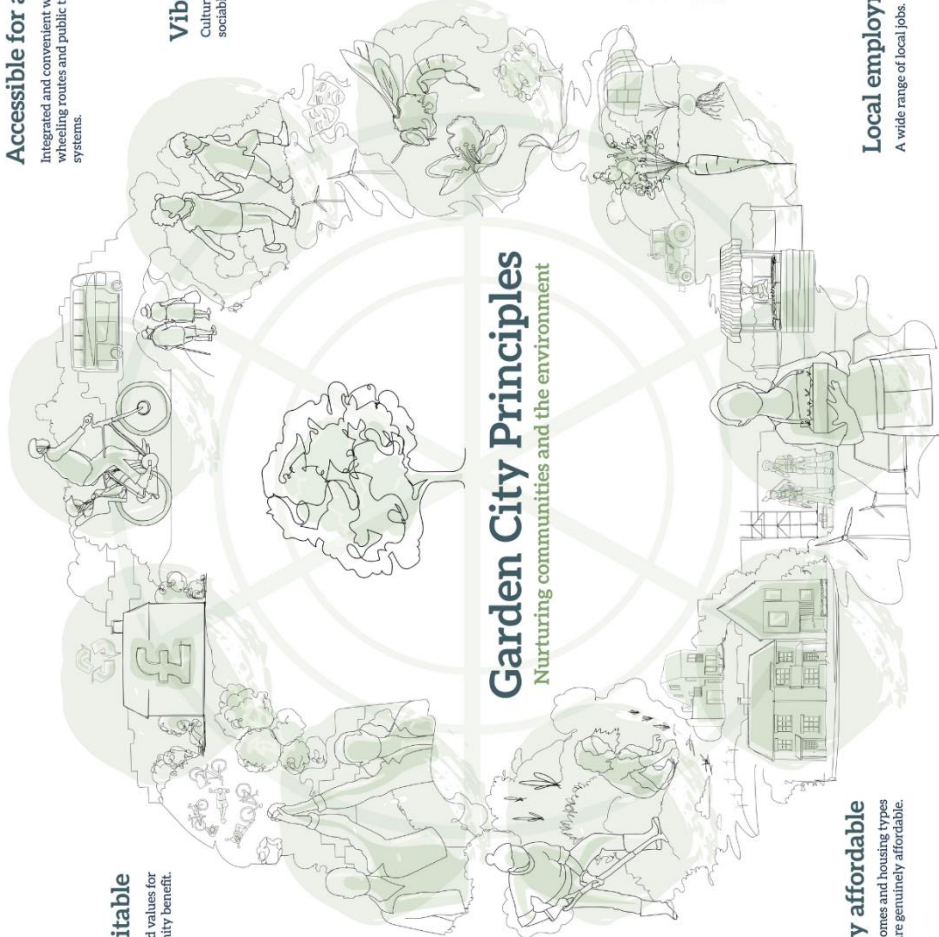 Accessible for a
Integrated and convenient w
wheeling routes and public t
systems.
itable
d values for
nity benefit.
£
Vib
Cultur
sociabl
Garden City Principles
Nurturing communities and the environment
y affordable
omes and housing types
re genuinely affordable.
Local employ
A wide range of local jobs.